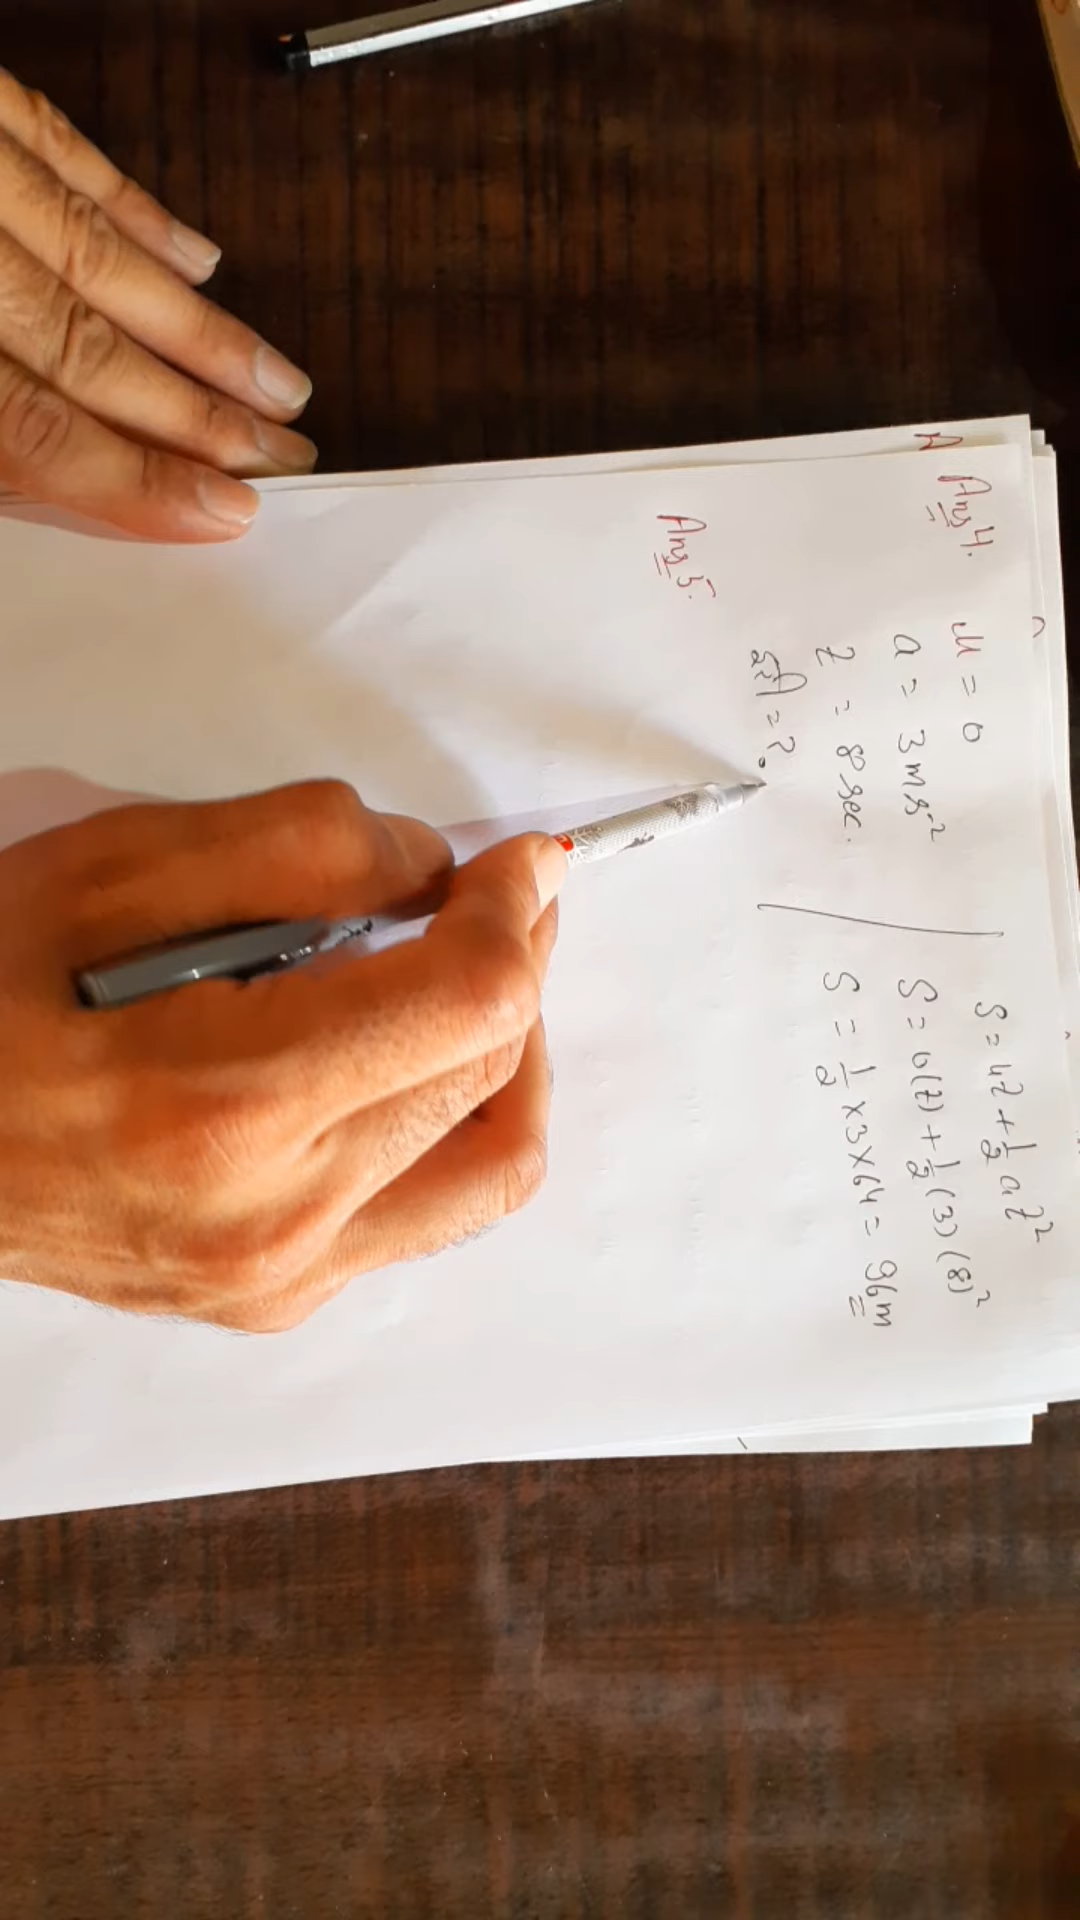 Ans 4.
u = 0
a = 3 ms⁻²
t = 8 sec.
S = ?
S = ut + ½ at²
S = 0(t) + ½ (3) (8)²
S = ½ × 3 × 64 = 96m
Ans 5.